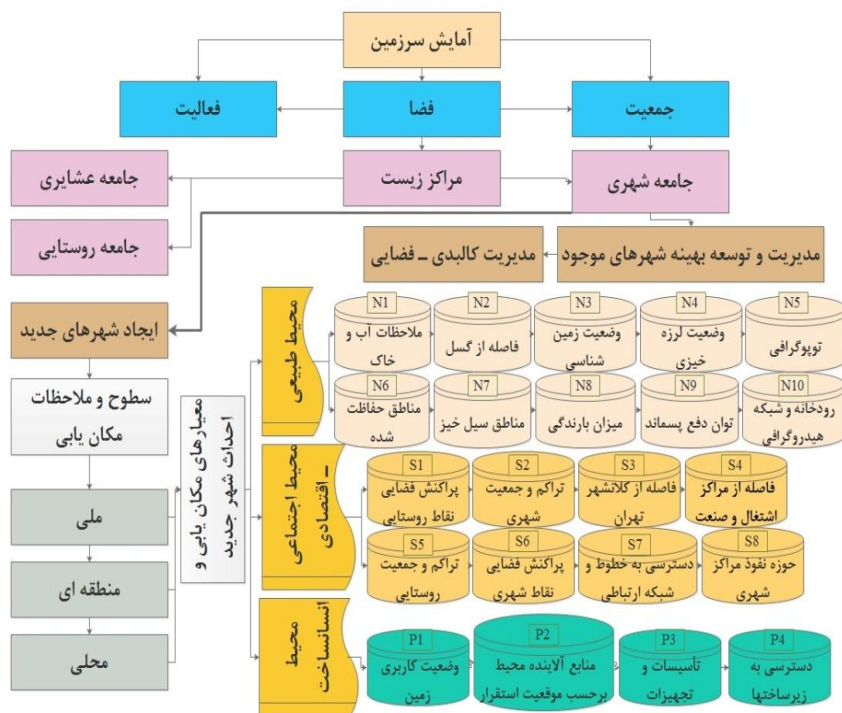 آمایش سرزمین
جمعیت
فضا
فعالیت
جامعه شهری
مراکز زیست
جامعه عشایری
جامعه روستایی
مدیریت و توسعه بهینه شهرهای موجود
مدیریت کالبدی ـ فضایی
ایجاد شهرهای جدید
سطوح و ملاحظات
مکان یابی
ملی
منطقه ای
محلی
معیارهای مکان یابی و
احداث شهر جدید
محیط طبیعی
N1
ملاحظات آب و
خاک
N2
فاصله از گسل
N3
وضعیت زمین
شناسی
N4
وضعیت لرزه
خیزی
N5
توپوگرافی
N6
مناطق حفاظت
شده
N7
مناطق سیل خیز
N8
میزان بارندگی
N9
توان دفع پسماند
N10
رودخانه و شبکه
هیدروگرافی
محیط اجتماعی
ـ اقتصادی
S1
پراکنش فضایی
نقاط روستایی
S2
تراکم و جمعیت
شهری
S3
فاصله از کلانشهر
تهران
S4
فاصله از مراکز
اشتغال و صنعت
S5
تراکم و جمعیت
روستایی
S6
پراکنش فضایی
نقاط شهری
S7
دسترسی به خطوط و
شبکه ارتباطی
S8
حوزه نفوذ مراکز
شهری
محیط
انسانساخت
P1
وضعیت کاربری
زمین
P2
منابع آلاینده محیط
برحسب موقعیت استقرار
P3
تأسیسات و
تجهیزات
P4
دسترسی به
زیرساختها